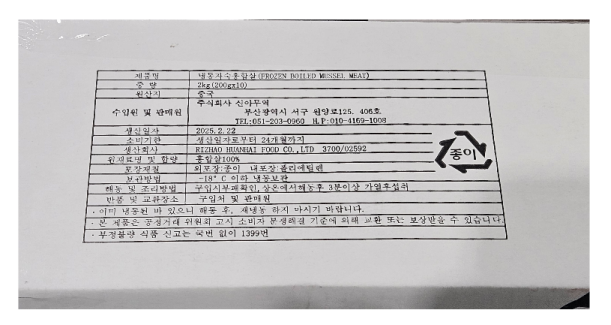 제품명 냉동자숙홍합살(FROZEN BOILED MUSSEL MEAT)
중 량 2kg(200gx10)
원산지 중국
수입원 및 판매원 주식회사 신아무역
부산광역시 서구 원양로125. 406호
TEL:051-203-0960 H.P:010-4169-1008
생산일자 2025.2.22
소비기한 생산일자로부터 24개월까지
생산회사 RIZHAO HUANHAI FOOD CO.,LTD 3700/02592
원재료명 및 함량 홍합살100%
포장재질 외포장:종이 내포장:폴리에틸렌
보관방법 -18°C 이하 냉동보관
해동 및 조리방법 구입시부패확인,상온에서해동후 3분이상 가열후섭취
반품 및 교환장소 구입처 및 판매원
종이
· 이미 냉동된 바 있으니 해동 후, 재냉동 하지 마시기 바랍니다.
· 본 제품은 공정거래 위원회 고시 소비자 분쟁해결 기준에 의해 교환 또는 보상받을 수 있습니다.
· 부정불량 식품 신고는 국번 없이 1399번